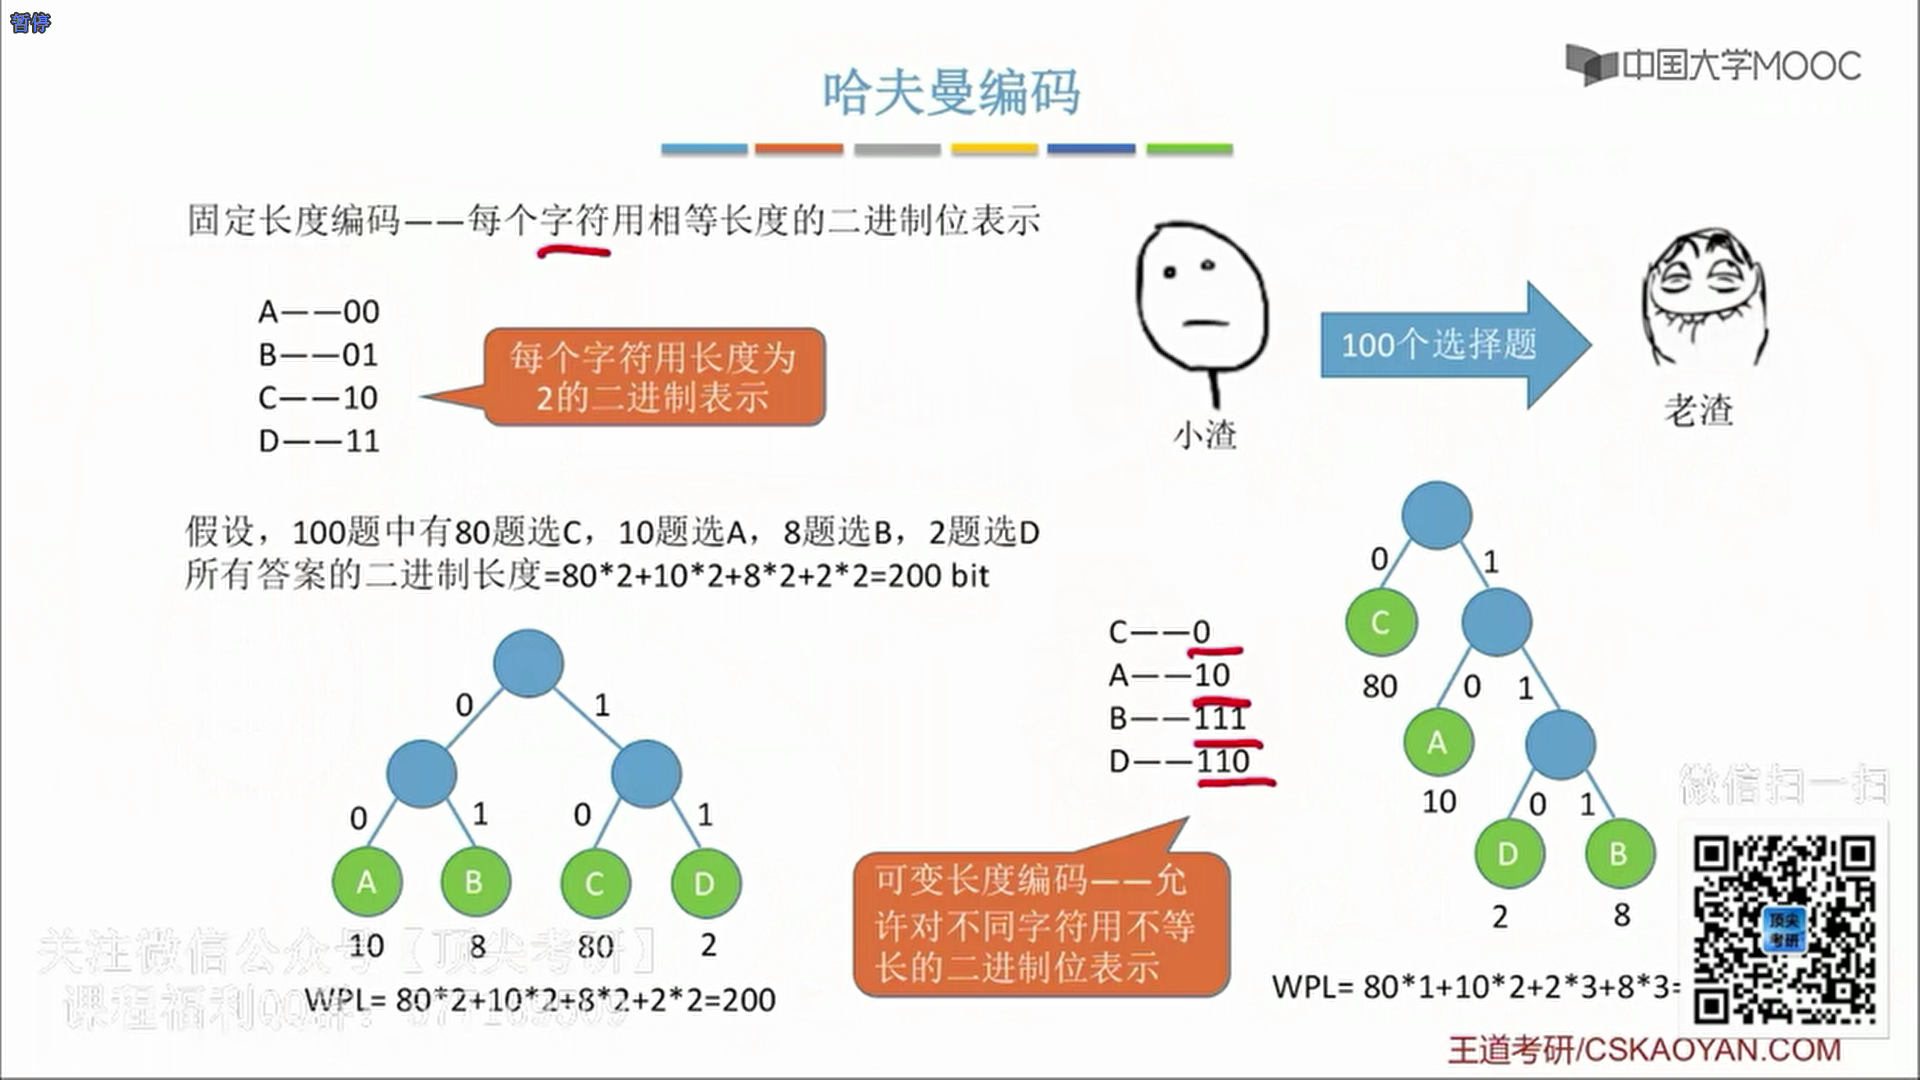 暂停
中国大学MOOC
哈夫曼编码
固定长度编码——每个字符用相等长度的二进制位表示
A——00
B——01
C——10
D——11
每个字符用长度为
2的二进制表示
100个选择题
小渣
老渣
假设，100题中有80题选C，10题选A，8题选B，2题选D
所有答案的二进制长度=80*2+10*2+8*2+2*2=200 bit
0 1
0 1 0 1
A B C D
10 8 80 2
WPL= 80*2+10*2+8*2+2*2=200
C——0
A——10
B——111
D——110
可变长度编码——允
许对不同字符用不等
长的二进制位表示
0 1
C
80 0 1
A
10 0 1
D B
2 8
WPL= 80*1+10*2+2*3+8*3=
微信扫一扫
顶尖
考研
关注微信公众号【顶尖考研】
课程福利QQ群：
王道考研/CSKAOYAN.COM